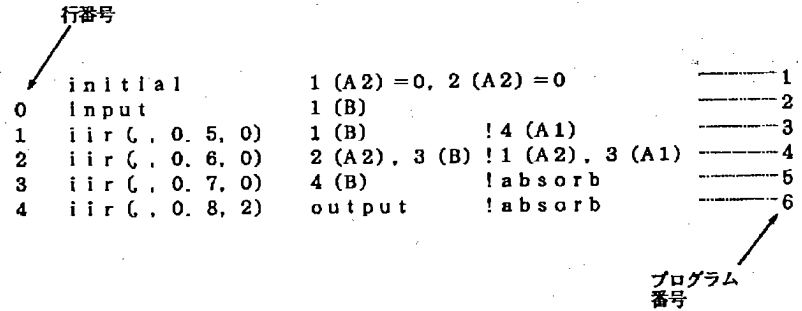 行番号
initial 1 (A2) =0, 2 (A2) =0 1
0 input 1 (B) 2
1 iir (, , 0. 5, 0) 1 (B) !4 (A1) 3
2 iir (, , 0. 6, 0) 2 (A2), 3 (B) !1 (A2), 3 (A1) 4
3 iir (, , 0. 7, 0) 4 (B) !absorb 5
4 iir (, , 0. 8, 2) output !absorb 6
プログラム
番号